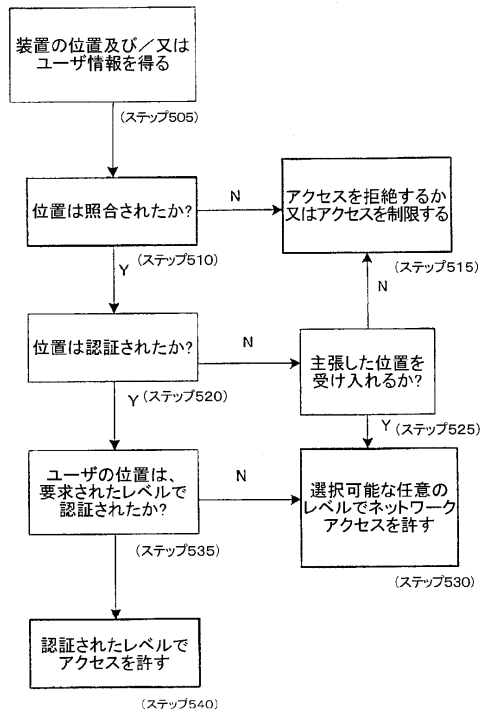 装置の位置及び／又は
ユーザ情報を得る
(ステップ505)
位置は照合されたか?
N
アクセスを拒絶するか
又はアクセスを制限する
Y
(ステップ510)
(ステップ515)
N
位置は認証されたか?
N
主張した位置を
受け入れるか?
Y
(ステップ520)
Y
(ステップ525)
ユーザの位置は、
要求されたレベルで
認証されたか?
N
選択可能な任意の
レベルでネットワーク
アクセスを許す
(ステップ535)
(ステップ530)
認証されたレベルで
アクセスを許す
(ステップ540)